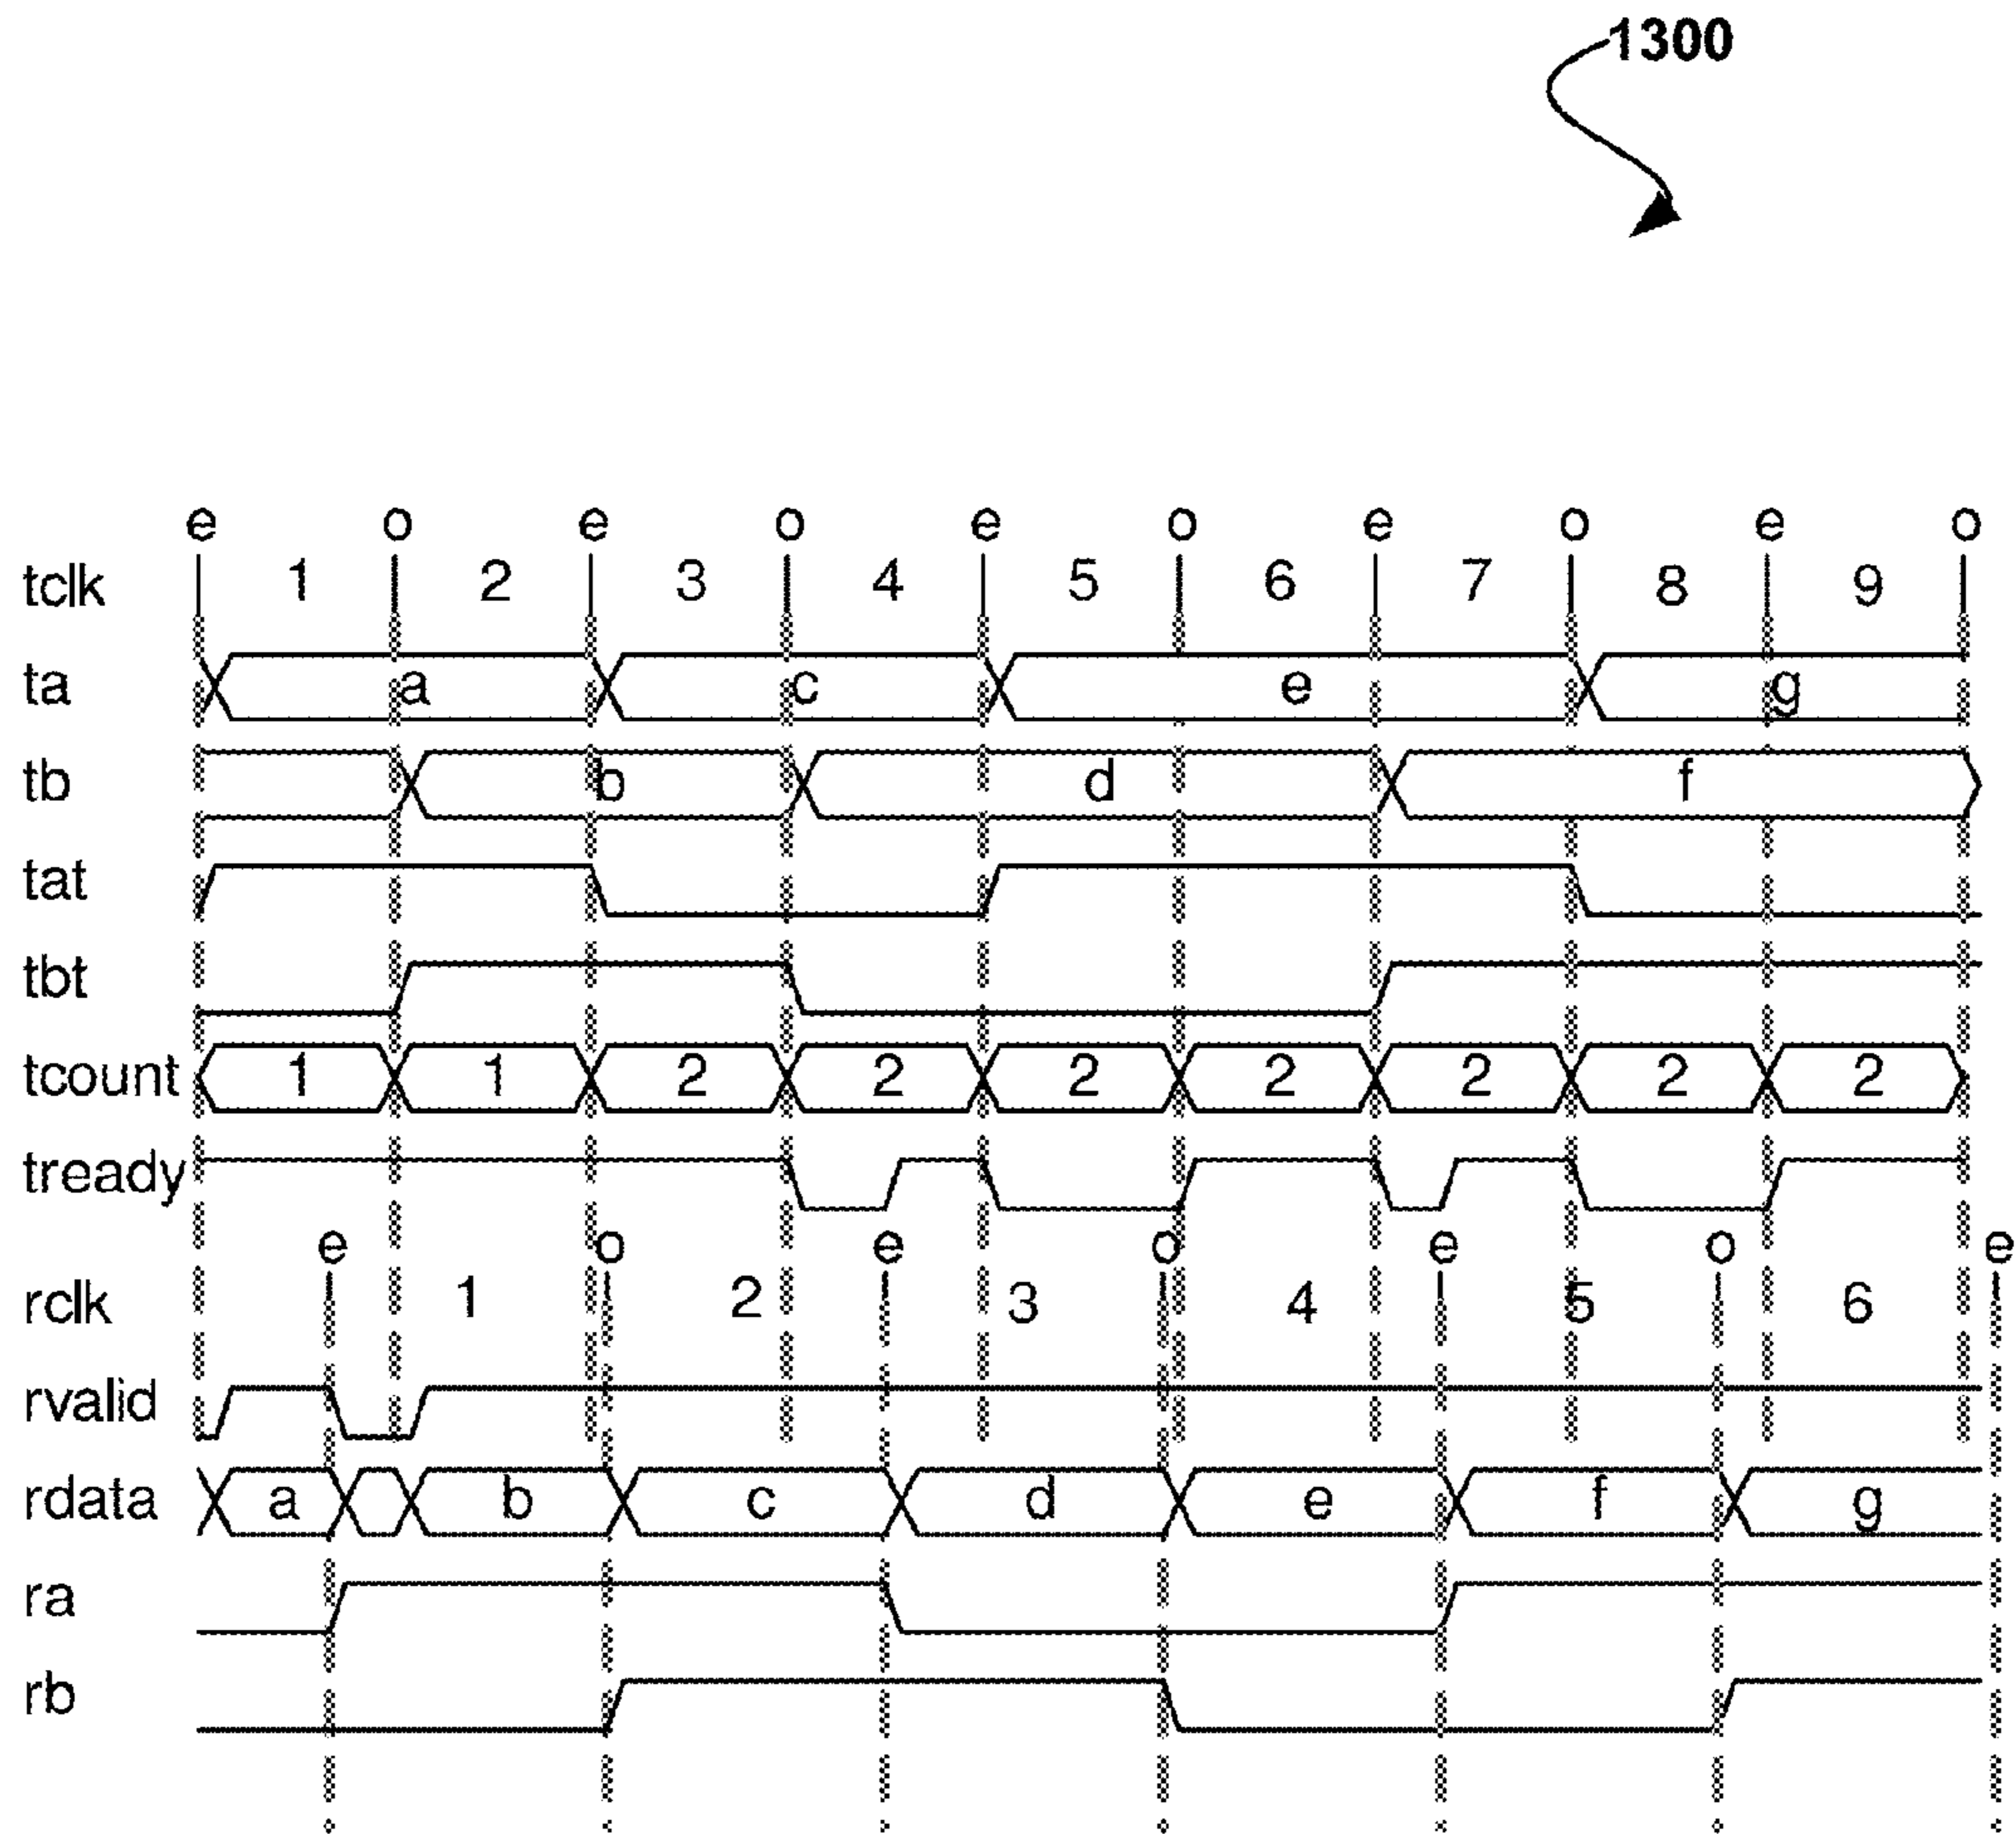 1300
e o e o e o e o e o
tclk 1 2 3 4 5 6 7 8 9
ta a c e g
tb b d f
tat
tbt
tcount 1 1 2 2 2 2 2 2 2
tready
e o e o e o e
rclk 1 2 3 4 5 6
rvalid
rdata a b c d e f g
ra
rb